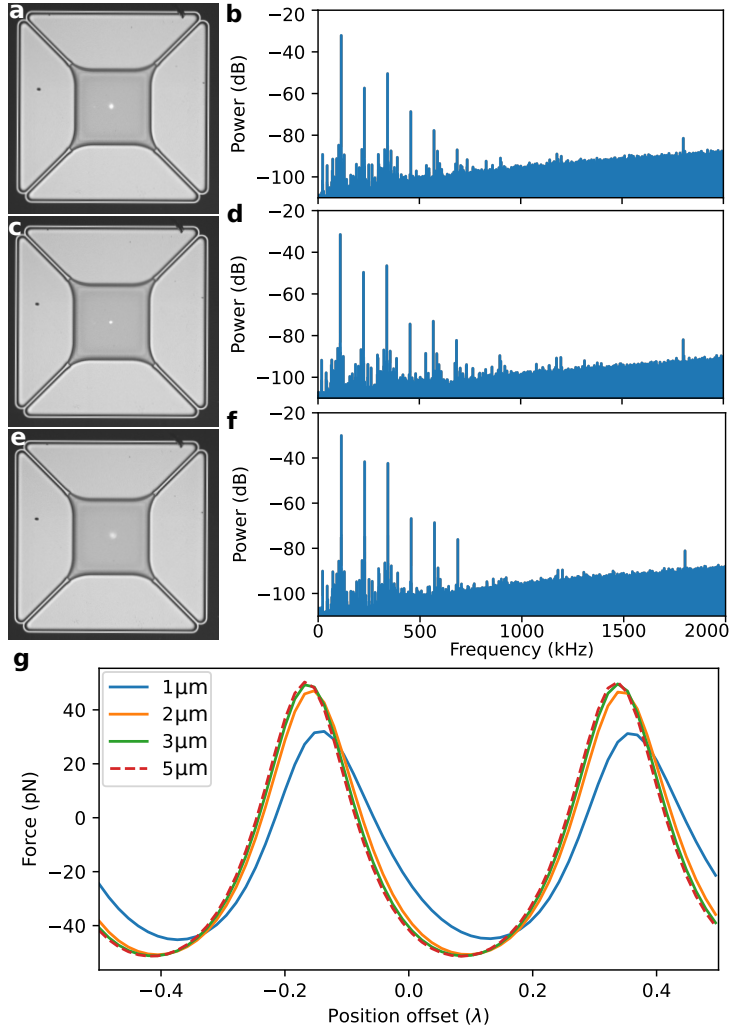 a
b
−20
−40
−60
−80
−100
Power (dB)
c
d
−20
−40
−60
−80
−100
Power (dB)
e
f
−20
−40
−60
−80
−100
Power (dB)
0 500 1000 1500 2000
Frequency (kHz)
g
1μm
2μm
3μm
5μm
40
20
0
−20
−40
Force (pN)
−0.4 −0.2 0.0 0.2 0.4
Position offset (λ)